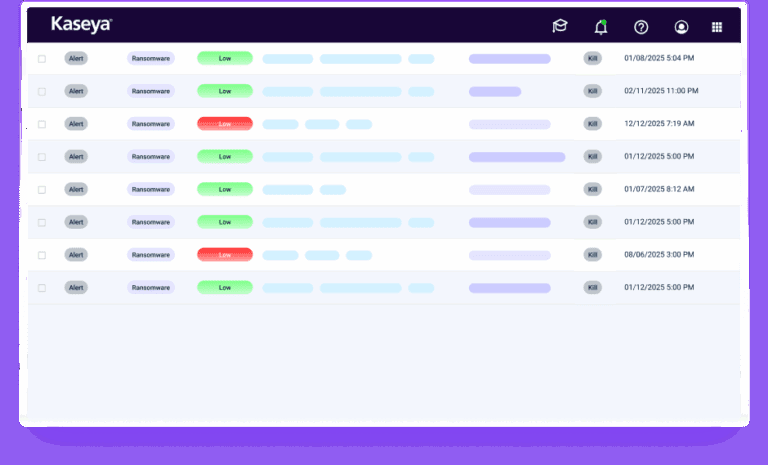 Kaseya®
Alert Ransomware Low Kill 01/08/2025 5:04 PM
Alert Ransomware Low Kill 02/11/2025 11:00 PM
Alert Ransomware Low Kill 12/12/2025 7:19 AM
Alert Ransomware Low Kill 01/12/2025 5:00 PM
Alert Ransomware Low Kill 01/07/2025 8:12 AM
Alert Ransomware Low Kill 01/12/2025 5:00 PM
Alert Ransomware Low Kill 08/06/2025 3:00 PM
Alert Ransomware Low Kill 01/12/2025 5:00 PM